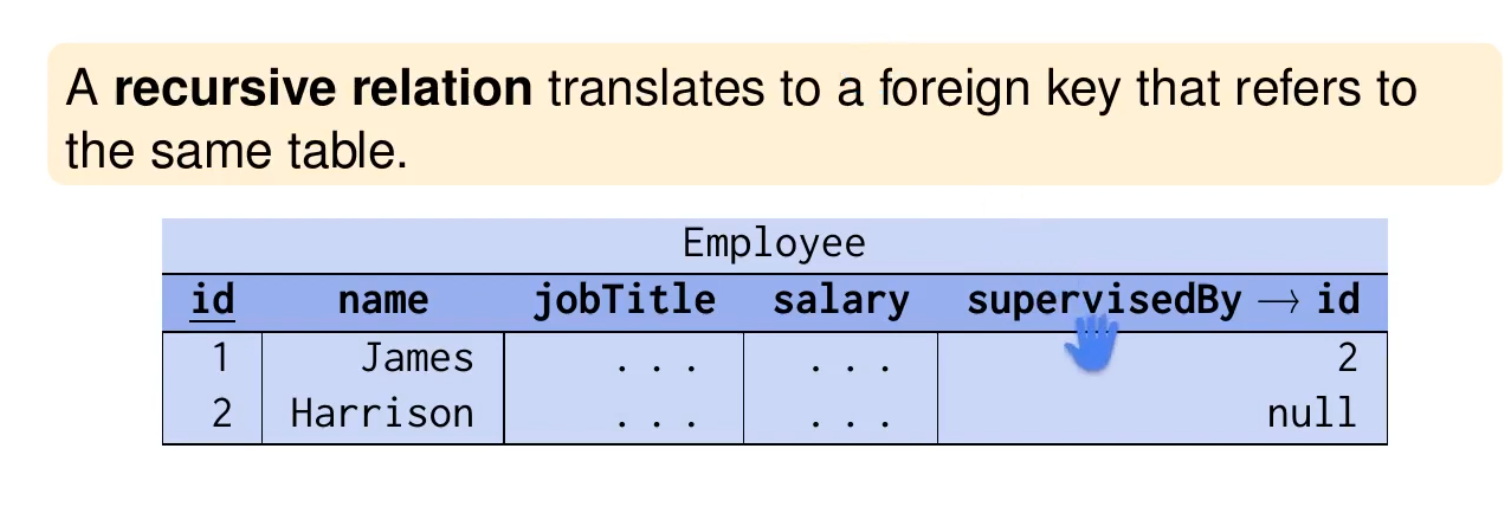 A recursive relation translates to a foreign key that refers to
the same table.
Employee
id name jobTitle salary supervisedBy → id
1 James . . . . . . 2
2 Harrison . . . . . . null